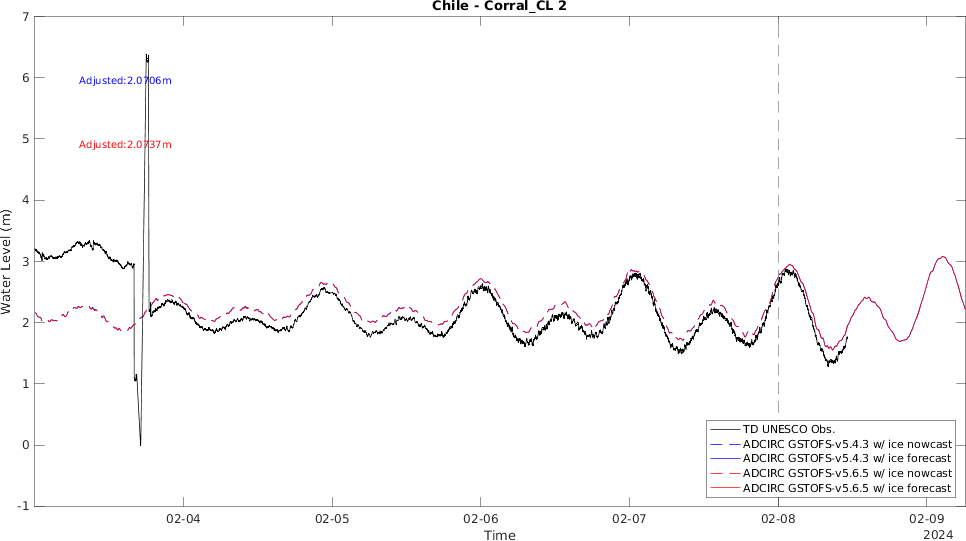 Chile - Corral_CL 2
7
6
5
4
3
2
1
0
-1
Water Level (m)
Adjusted:2.0706m
Adjusted:2.0737m
TD UNESCO Obs.
ADCIRC GSTOFS-v5.4.3 w/ ice nowcast
ADCIRC GSTOFS-v5.4.3 w/ ice forecast
ADCIRC GSTOFS-v5.6.5 w/ ice nowcast
ADCIRC GSTOFS-v5.6.5 w/ ice forecast
02-04 02-05 02-06 02-07 02-08 02-09
Time
2024